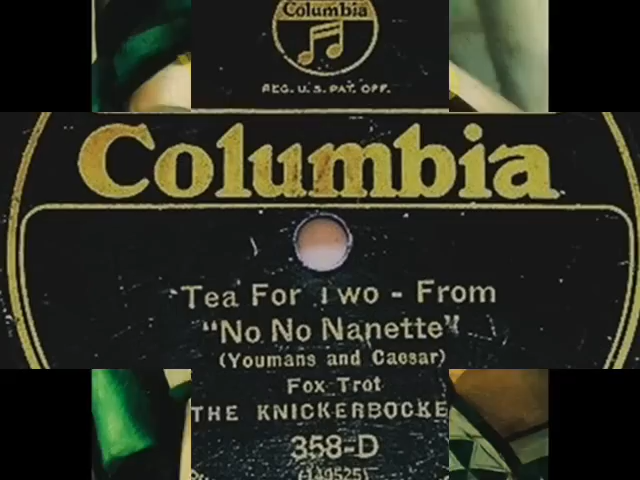 Columbia
REG. U.S. PAT. OFF.
Columbia
Tea For Two - From
"No No Nanette"
(Youmans and Caesar)
Fox Trot
THE KNICKERBOCKE
358-D
(149525)